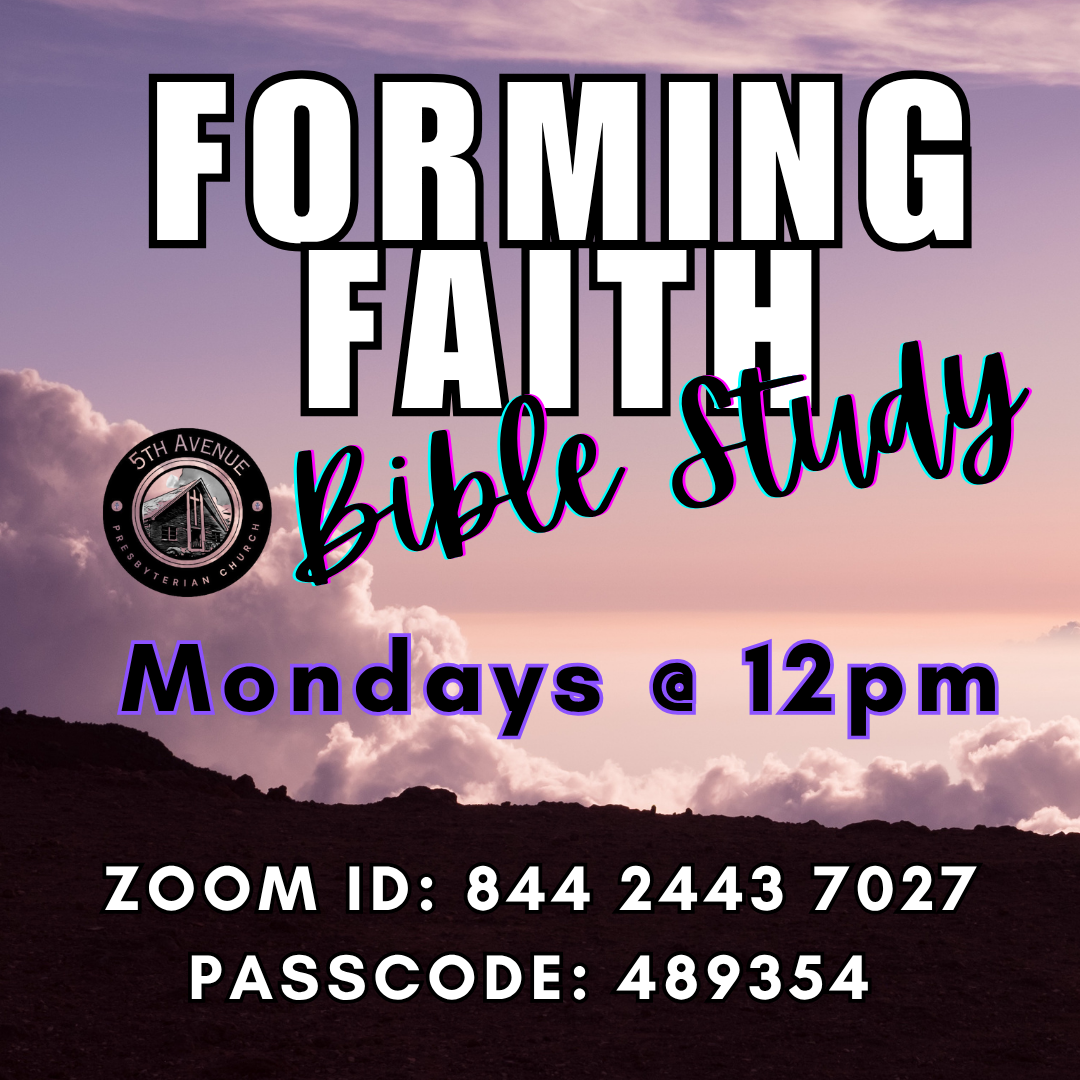 FORMING
FAITH
Bible Study
5TH AVENUE
PRESBYTERIAN CHURCH
Mondays @ 12pm
ZOOM ID: 844 2443 7027
PASSCODE: 489354